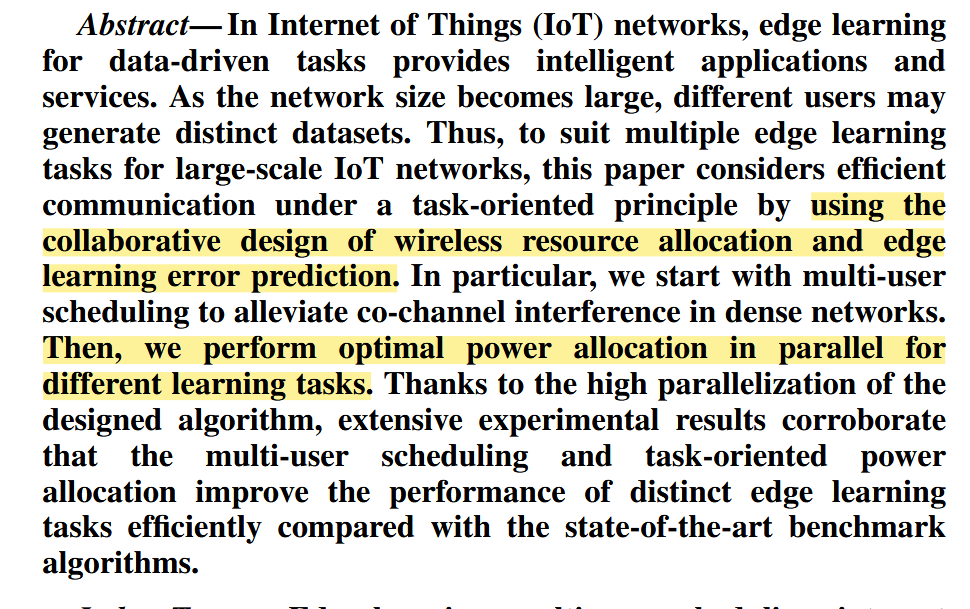 Abstract—In Internet of Things (IoT) networks, edge learning
for data-driven tasks provides intelligent applications and
services. As the network size becomes large, different users may
generate distinct datasets. Thus, to suit multiple edge learning
tasks for large-scale IoT networks, this paper considers efficient
communication under a task-oriented principle by using the
collaborative design of wireless resource allocation and edge
learning error prediction. In particular, we start with multi-user
scheduling to alleviate co-channel interference in dense networks.
Then, we perform optimal power allocation in parallel for
different learning tasks. Thanks to the high parallelization of the
designed algorithm, extensive experimental results corroborate
that the multi-user scheduling and task-oriented power
allocation improve the performance of distinct edge learning
tasks efficiently compared with the state-of-the-art benchmark
algorithms.